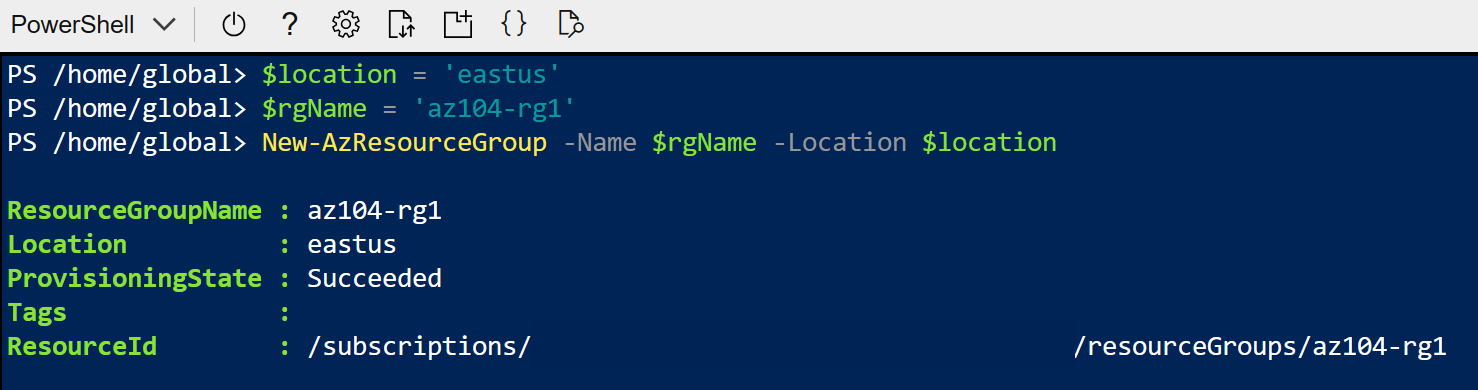 PowerShell
PS /home/global> $location = 'eastus'
PS /home/global> $rgName = 'az104-rg1'
PS /home/global> New-AzResourceGroup -Name $rgName -Location $location
ResourceGroupName : az104-rg1
Location          : eastus
ProvisioningState : Succeeded
Tags              :
ResourceId        : /subscriptions/                                    /resourceGroups/az104-rg1